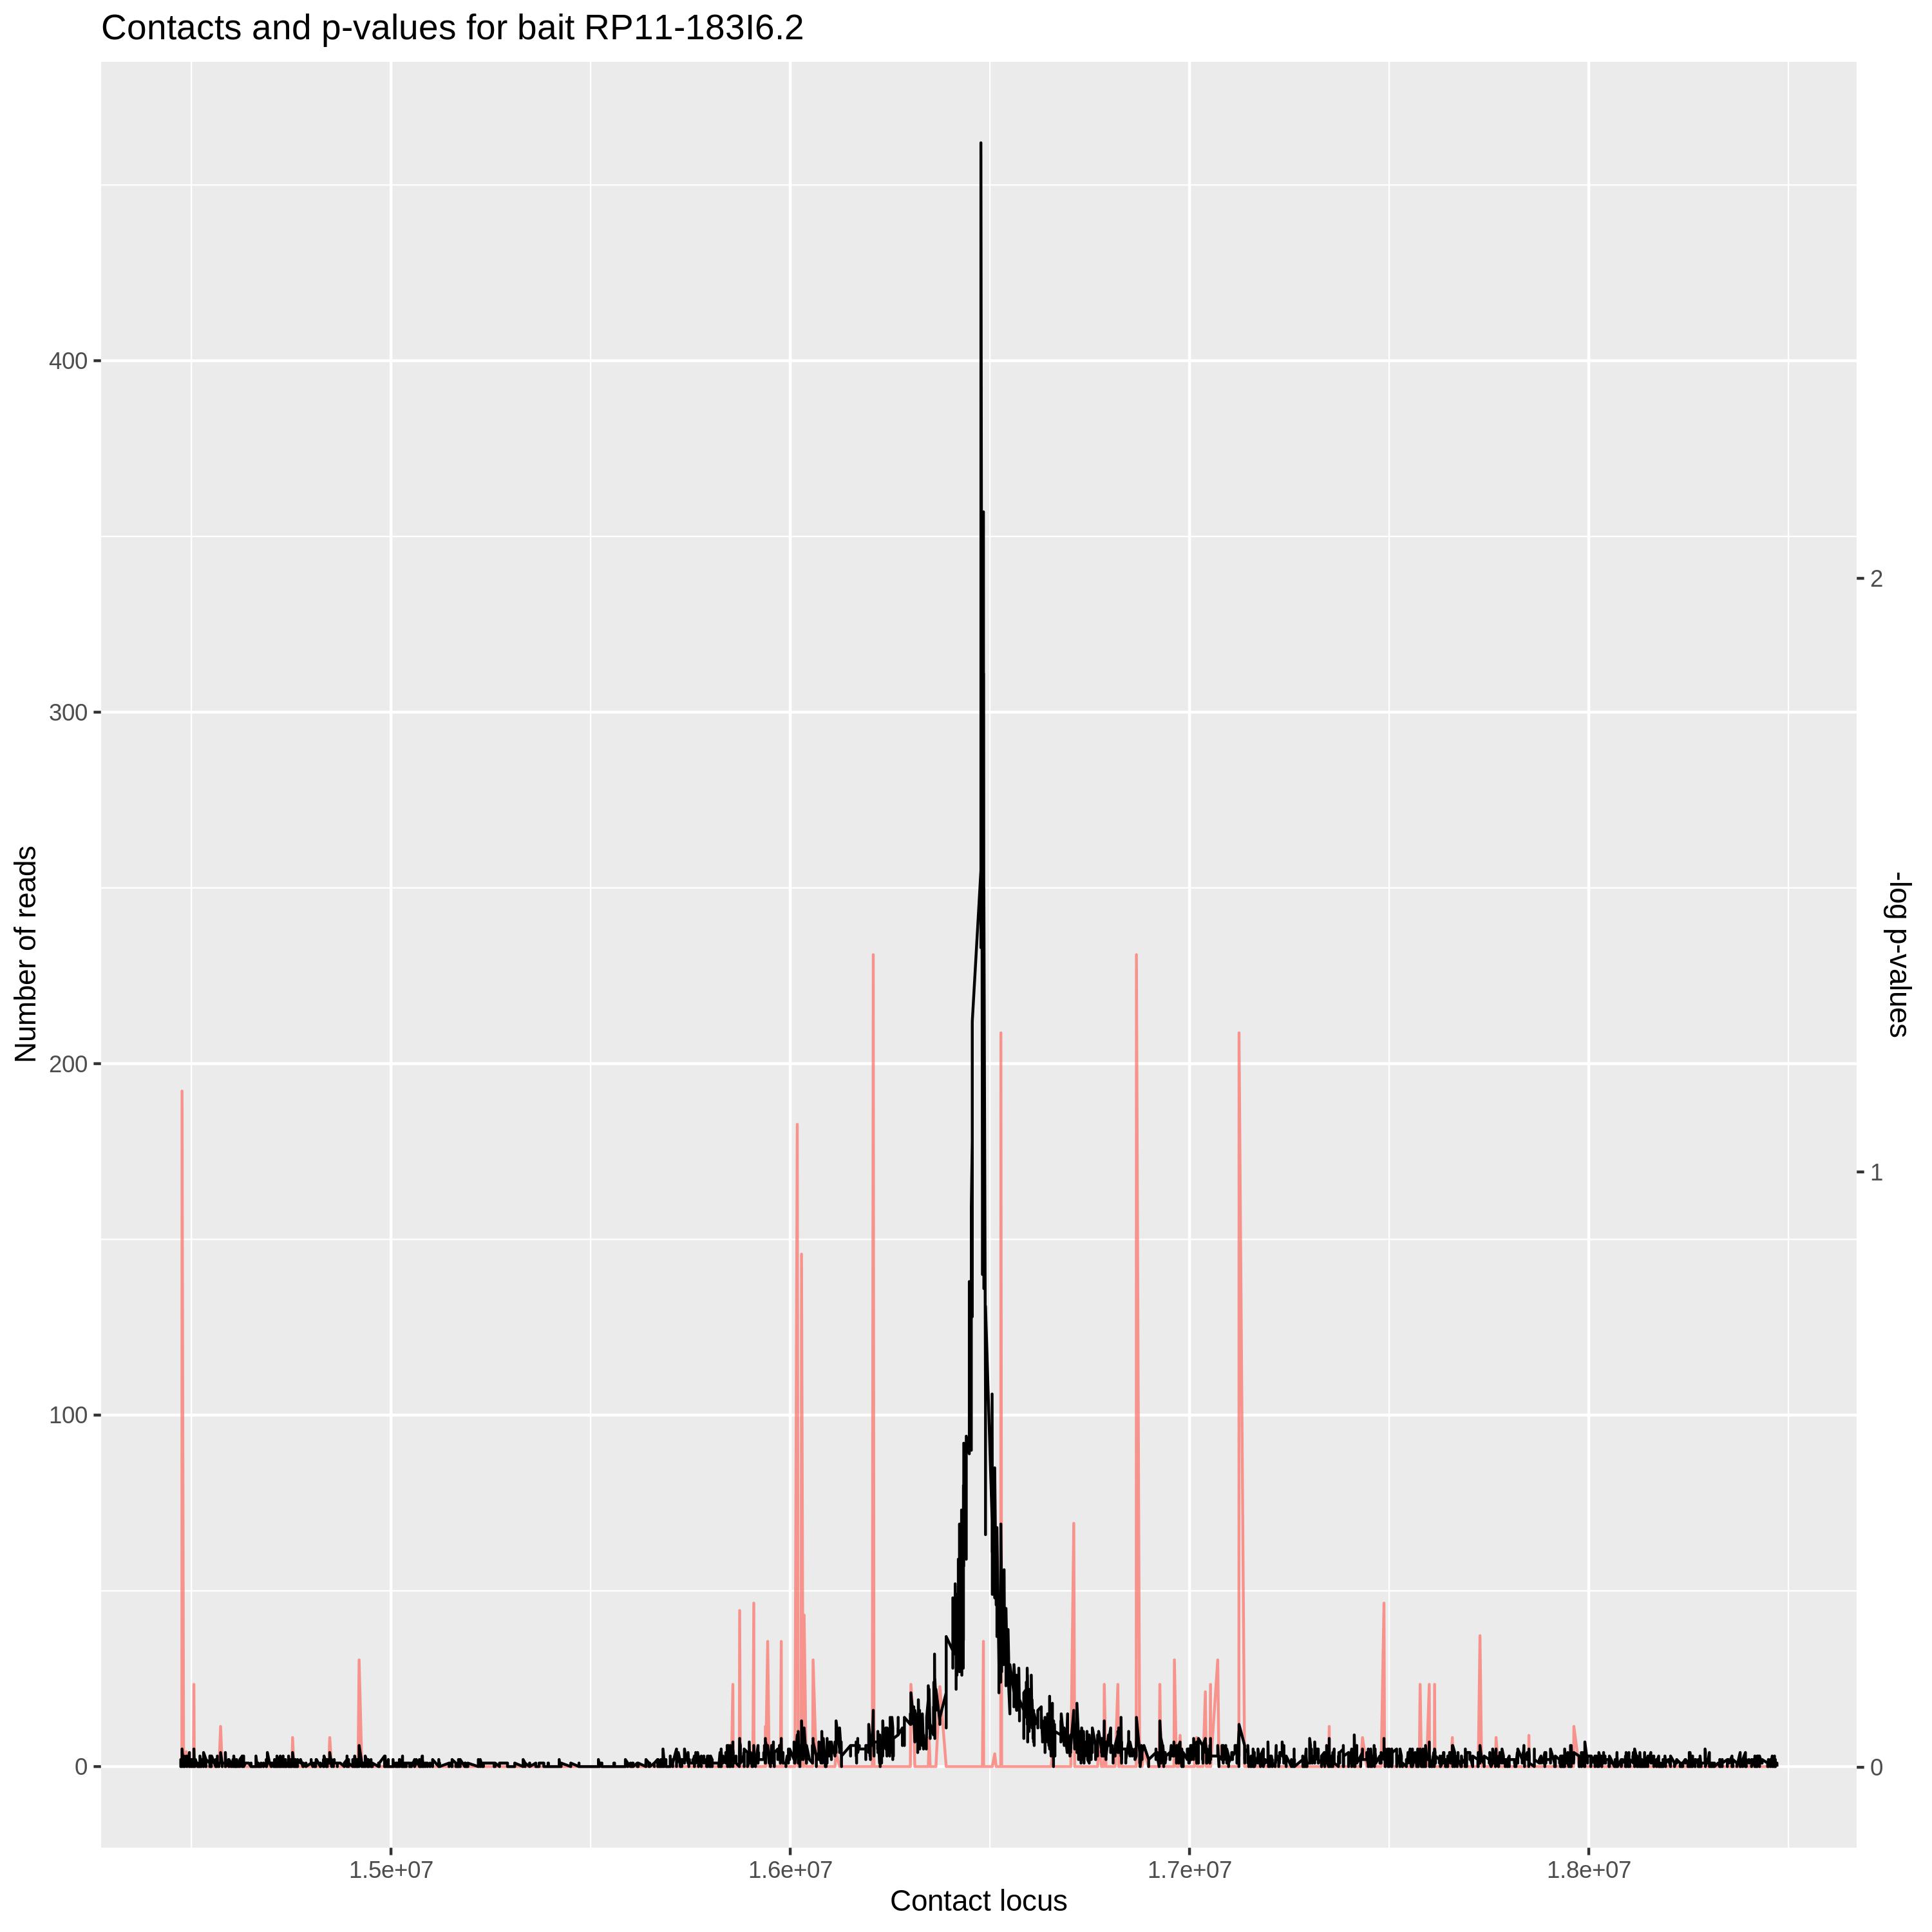 Contacts and p-values for bait RP11-183I6.2
Number of reads
400
300
200
100
0
2
1
0
-log p-values
1.5e+07
1.6e+07
1.7e+07
1.8e+07
Contact locus